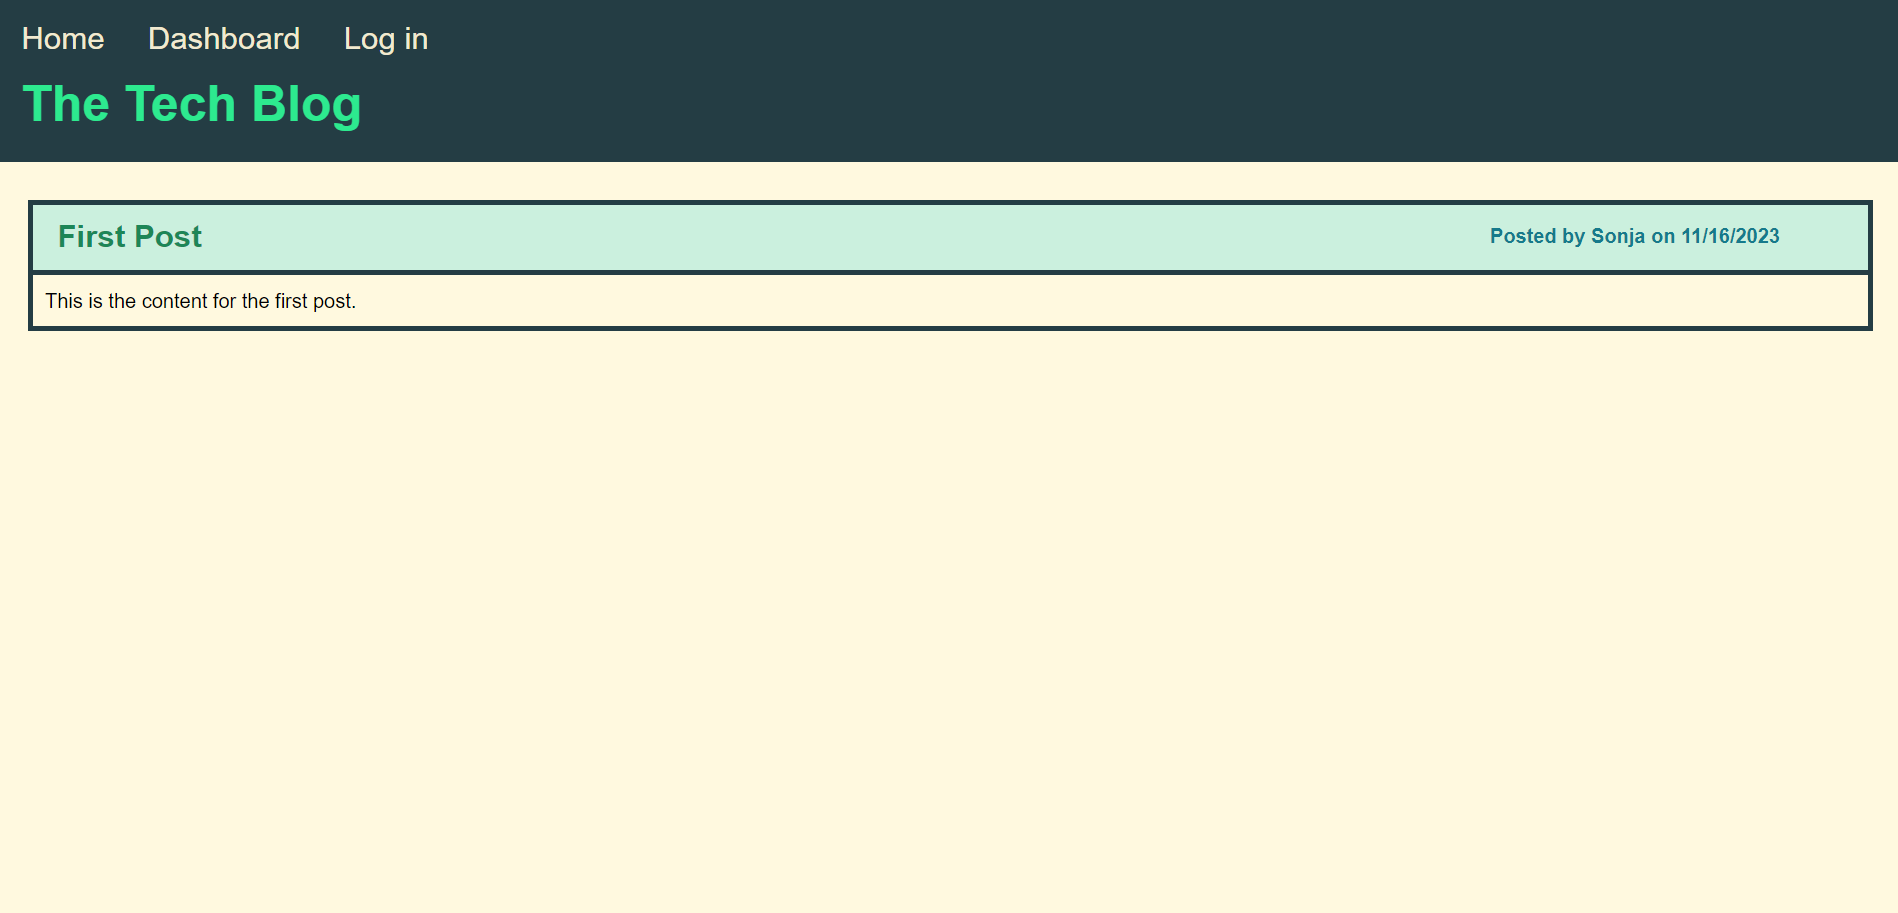 Home Dashboard Log in
The Tech Blog
First Post Posted by Sonja on 11/16/2023
This is the content for the first post.